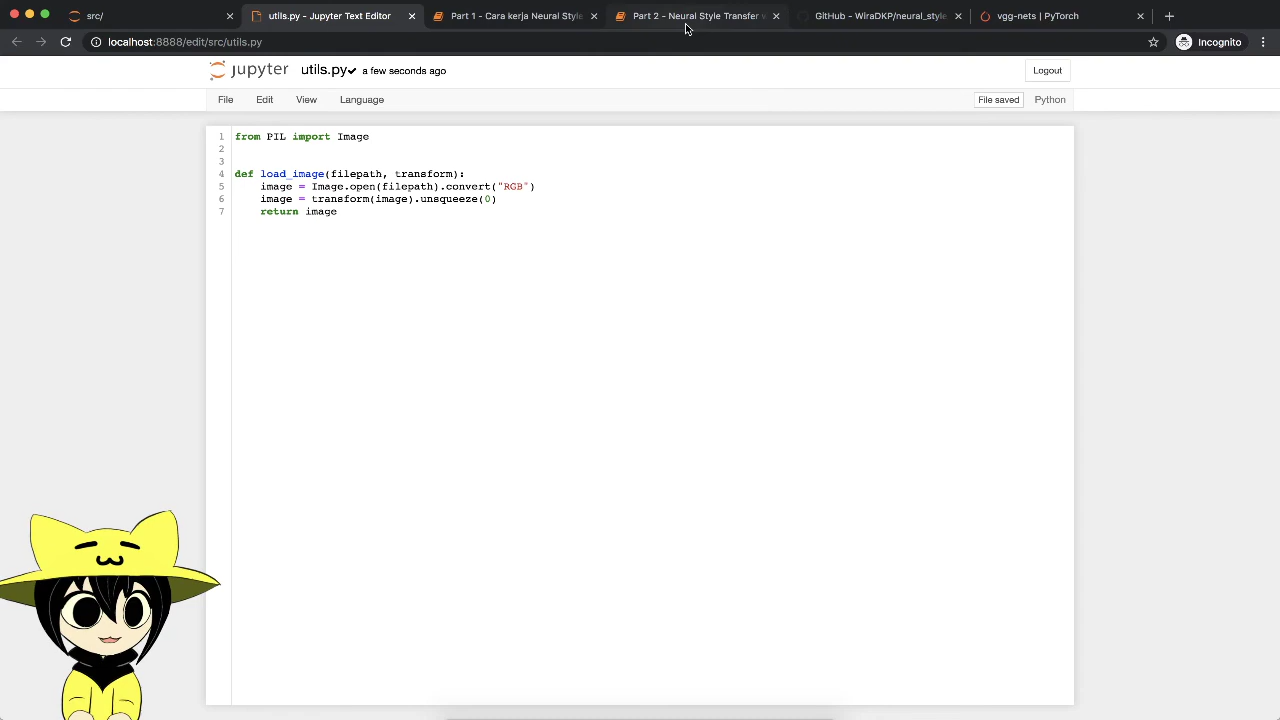 src/
utils.py - Jupyter Text Editor
Part 1 - Cara kerja Neural Style
Part 2 - Neural Style Transfer
GitHub - WiraDKP/neural_style
vgg-nets | PyTorch
localhost:8888/edit/src/utils.py
Incognito
jupyter
utils.py
a few seconds ago
Logout
File
Edit
View
Language
File saved
Python
1 from PIL import Image
2
3
4 def load_image(filepath, transform):
5 image = Image.open(filepath).convert("RGB")
6 image = transform(image).unsqueeze(0)
7 return image